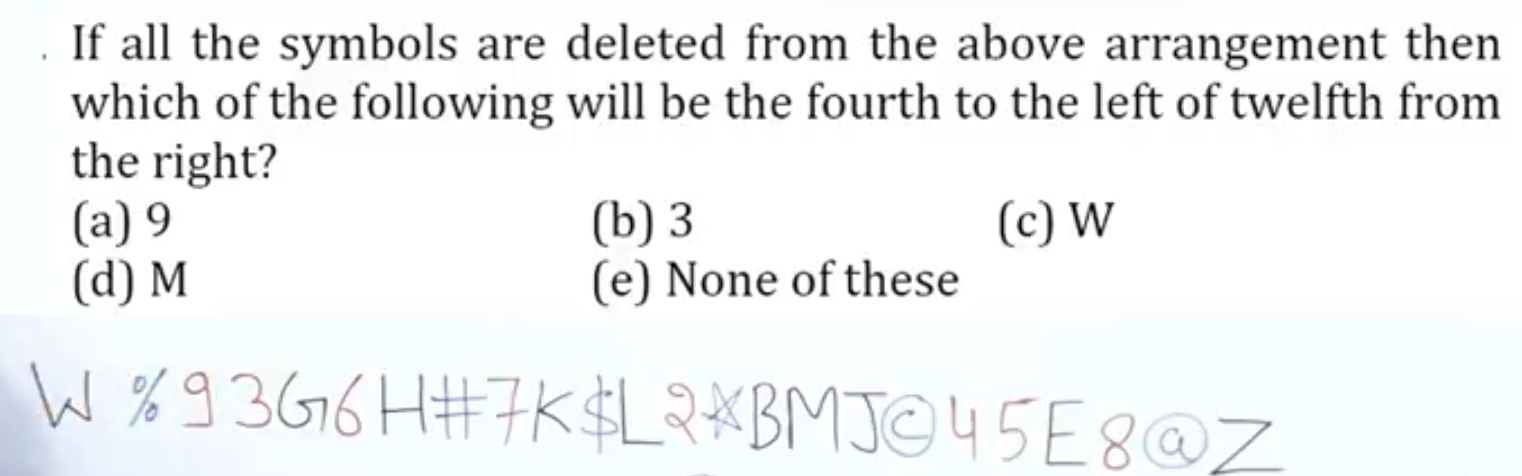 . If all the symbols are deleted from the above arrangement then
which of the following will be the fourth to the left of twelfth from
the right?
(a) 9 (b) 3 (c) W
(d) M (e) None of these
W % 9 3 G 6 H # 7 K $ L 2 * B M J © 4 5 E 8 @ Z